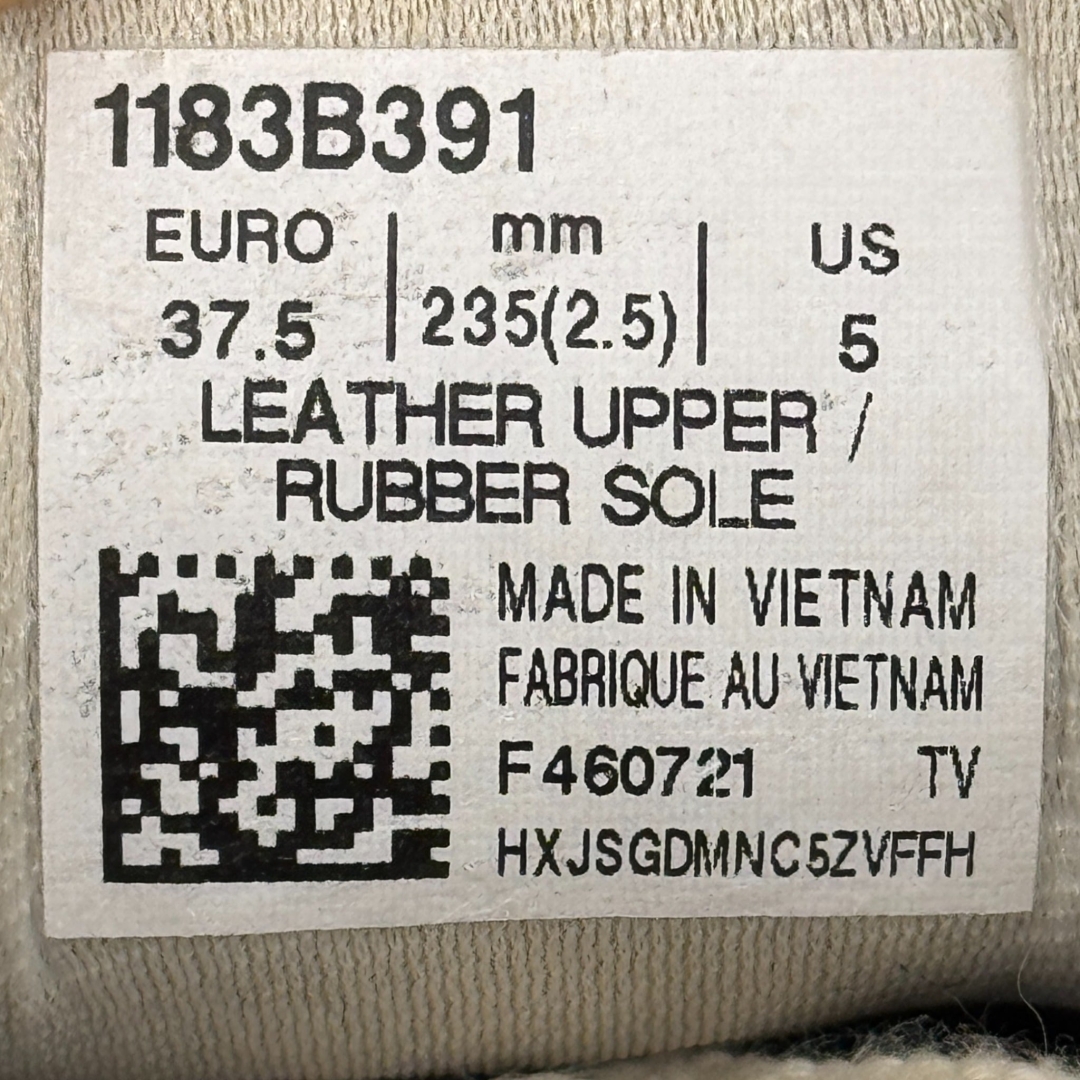 1183B391
EURO | mm | US
37.5 | 235(2.5) | 5
LEATHER UPPER /
RUBBER SOLE
MADE IN VIETNAM
FABRIQUE AU VIETNAM
F460721 TV
HXJSGDMNC5ZVFFH